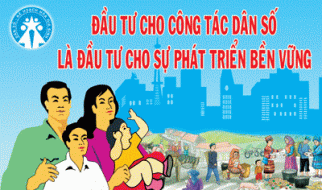 ĐẦU TƯ CHO CÔNG TÁC DÂN SỐ
LÀ ĐẦU TƯ CHO SỰ PHÁT TRIỂN BỀN VỮNG